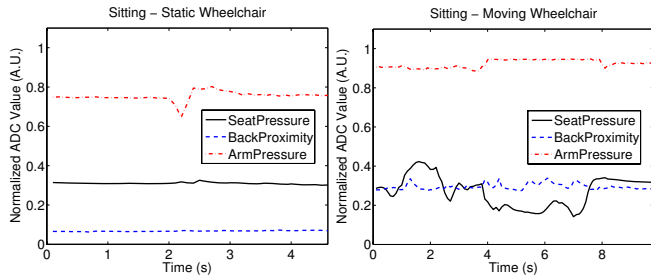 Sitting – Static Wheelchair
Normalized ADC Value (A.U.)
1
0.8
0.6
0.4
0.2
0
0
1
2
3
4
Time (s)
SeatPressure
BackProximity
ArmPressure
Sitting – Moving Wheelchair
Normalized ADC Value (A.U.)
1
0.8
0.6
0.4
0.2
0
0
2
4
6
8
Time (s)
SeatPressure
BackProximity
ArmPressure